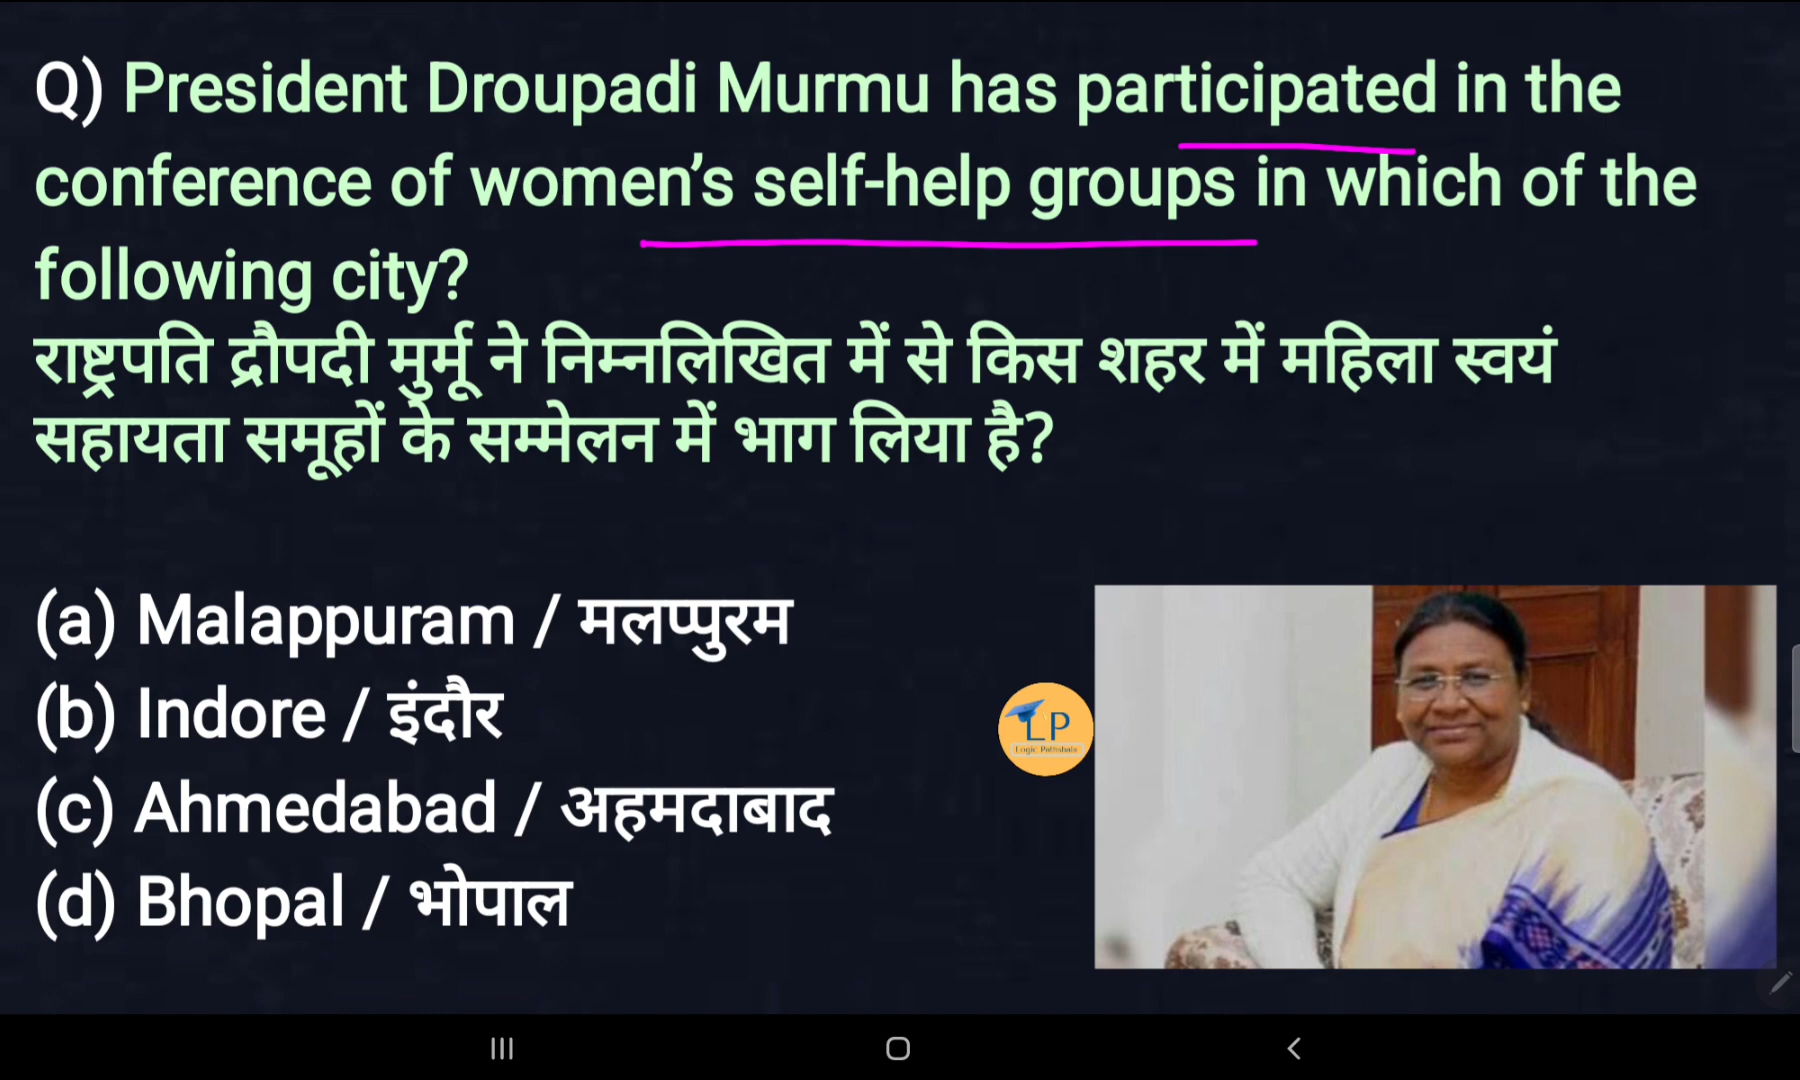 Q) President Droupadi Murmu has participated in the
conference of women’s self-help groups in which of the
following city?
राष्ट्रपति द्रौपदी मुर्मू ने निम्नलिखित में से किस शहर में महिला स्वयं
सहायता समूहों के सम्मेलन में भाग लिया है?
(a) Malappuram / मलप्पुरम
(b) Indore / इंदौर
(c) Ahmedabad / अहमदाबाद
(d) Bhopal / भोपाल
LP
Logic Pathshala